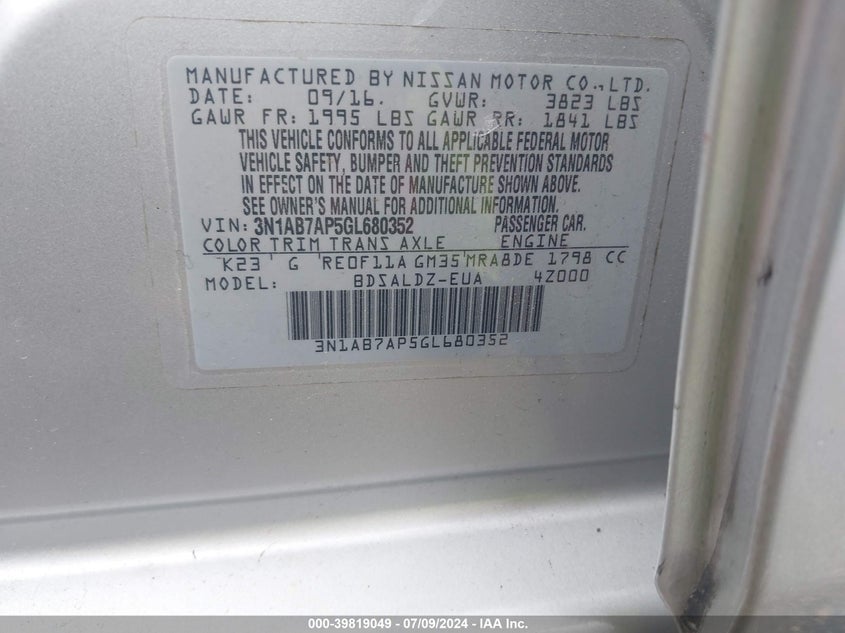 MANUFACTURED BY NISSAN MOTOR CO., LTD.
DATE: 09/16. GVWR: 3823 LBS
GAWR FR: 1995 LBS GAWR RR: 1841 LBS
THIS VEHICLE CONFORMS TO ALL APPLICABLE FEDERAL MOTOR
VEHICLE SAFETY, BUMPER AND THEFT PREVENTION STANDARDS
IN EFFECT ON THE DATE OF MANUFACTURE SHOWN ABOVE.
SEE OWNER'S MANUAL FOR ADDITIONAL INFORMATION.
VIN: 3N1AB7AP5GL680352 PASSENGER CAR.
COLOR TRIM TRANS AXLE ENGINE
K23 G RE0F11A GM35 MRA8DE 1798 CC
MODEL: BDSALDZ-EUA 4Z000
3N1AB7AP5GL680352
000-39819049 - 07/09/2024 - IAA Inc.